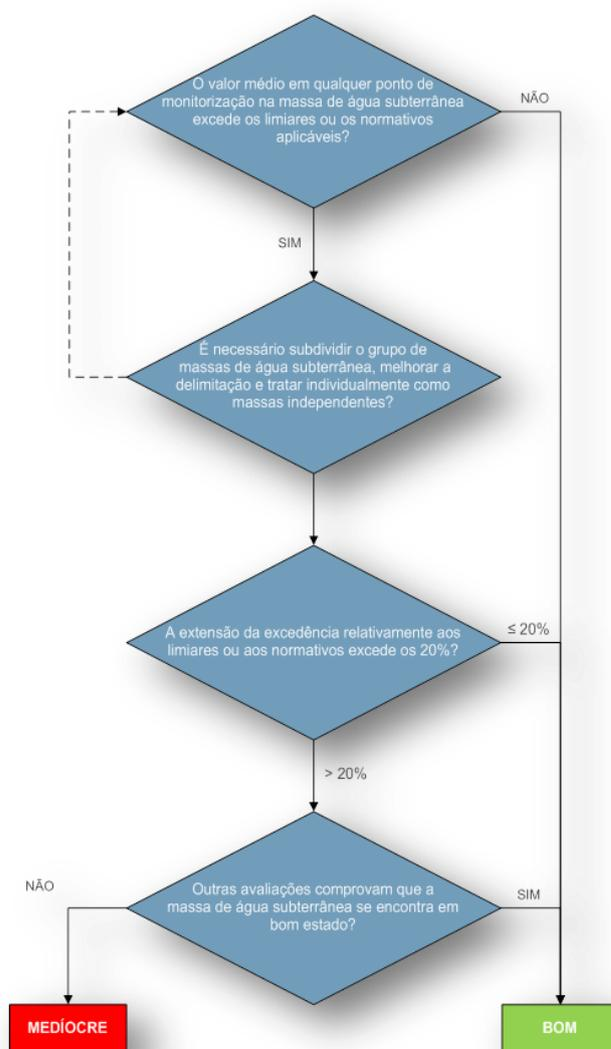 O valor médio em qualquer ponto de
monitorização na massa de água subterrânea
excede os limiares ou os normativos
aplicáveis?
NÃO
SIM
É necessário subdividir o grupo de
massas de água subterrânea, melhorar a
delimitação e tratar individualmente como
massas independentes?
A extensão da excedência relativamente aos
limiares ou aos normativos excede os 20%?
≤ 20%
> 20%
Outras avaliações comprovam que a
massa de água subterrânea se encontra em
bom estado?
NÃO
SIM
MEDÍOCRE
BOM